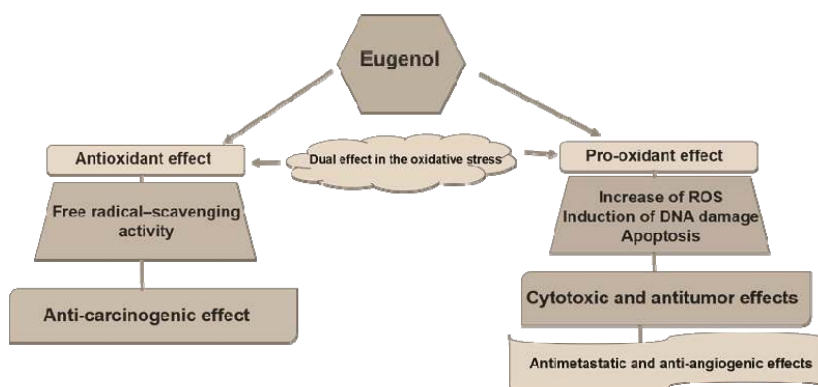 Eugenol
Antioxidant effect
Dual effect in the oxidative stress
Pro-oxidant effect
Free radical–scavenging
activity
Increase of ROS
Induction of DNA damage
Apoptosis
Anti-carcinogenic effect
Cytotoxic and antitumor effects
Antimetastatic and anti-angiogenic effects